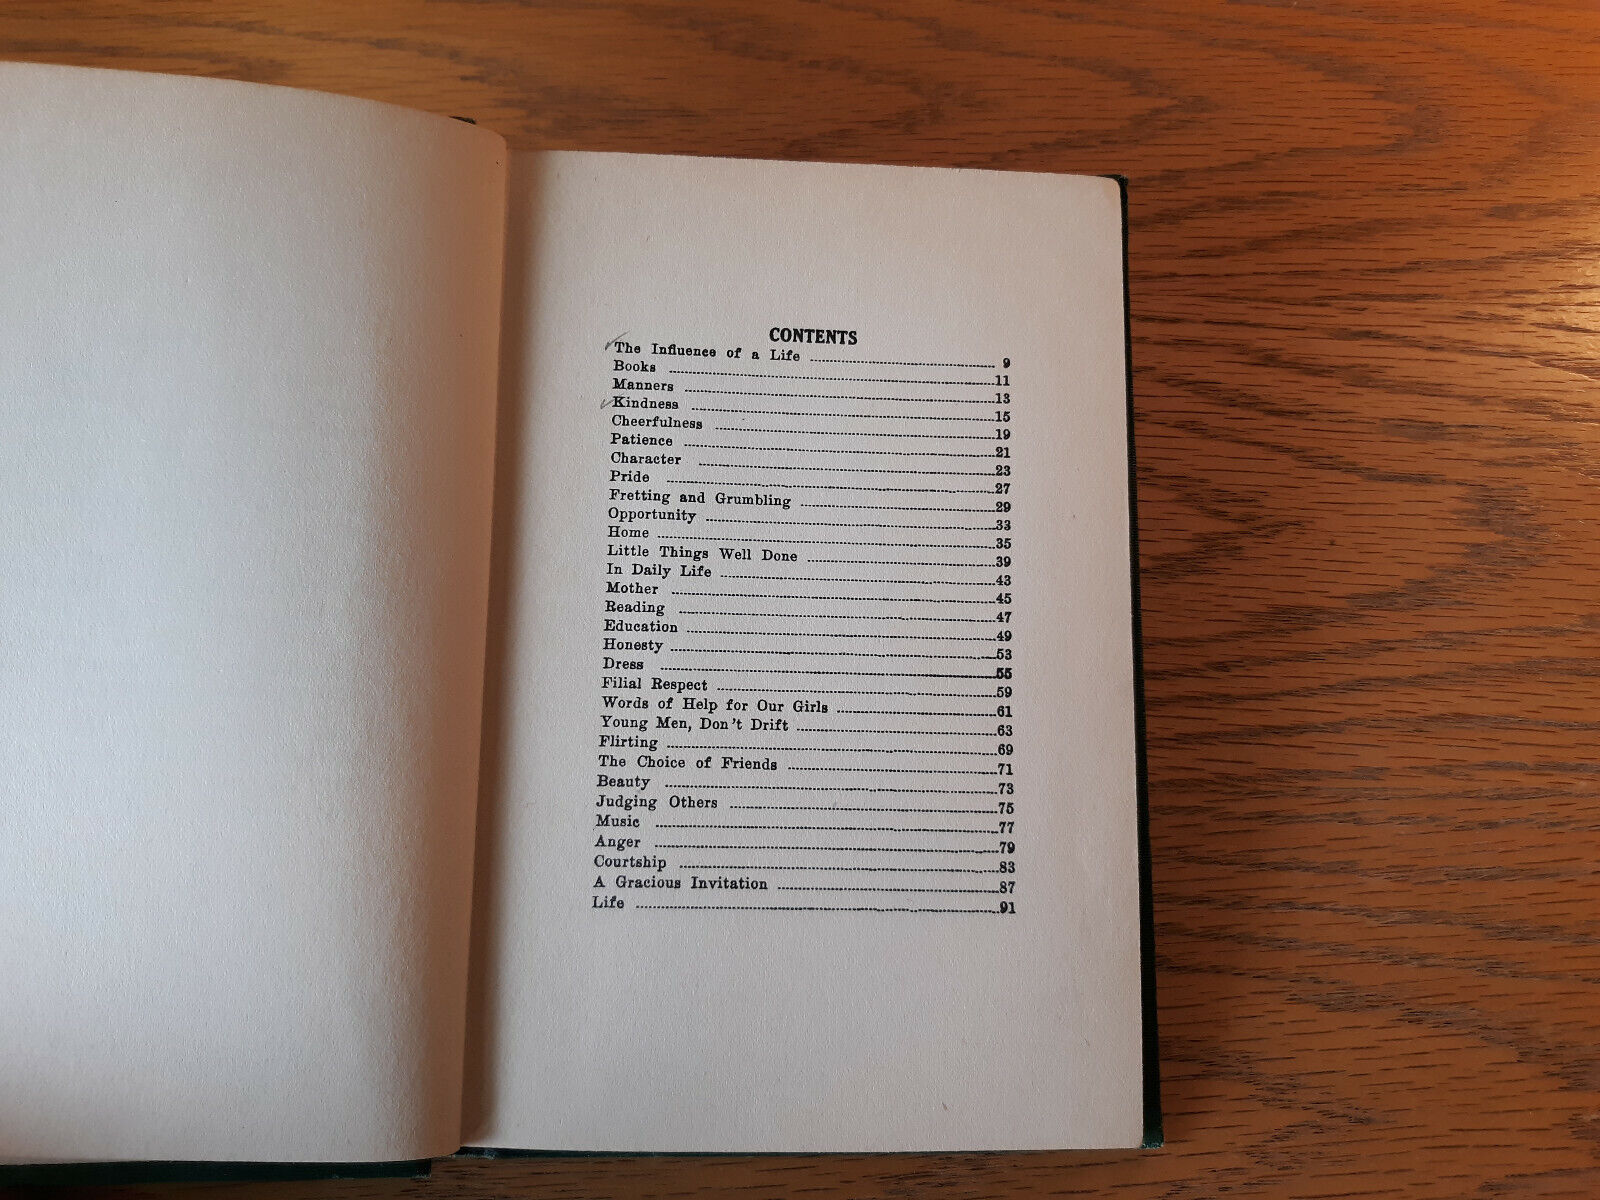 CONTENTS
The Influence of a Life ........ 9
Books ........ 11
Manners ........ 13
Kindness ........ 15
Cheerfulness ........ 19
Patience ........ 21
Character ........ 23
Pride ........ 27
Fretting and Grumbling ........ 29
Opportunity ........ 33
Home ........ 35
Little Things Well Done ........ 39
In Daily Life ........ 43
Mother ........ 45
Reading ........ 47
Education ........ 49
Honesty ........ 53
Dress ........ 55
Filial Respect ........ 59
Words of Help for Our Girls ........ 61
Young Men, Don't Drift ........ 63
Flirting ........ 69
The Choice of Friends ........ 71
Beauty ........ 73
Judging Others ........ 75
Music ........ 77
Anger ........ 79
Courtship ........ 83
A Gracious Invitation ........ 87
Life ........ 91